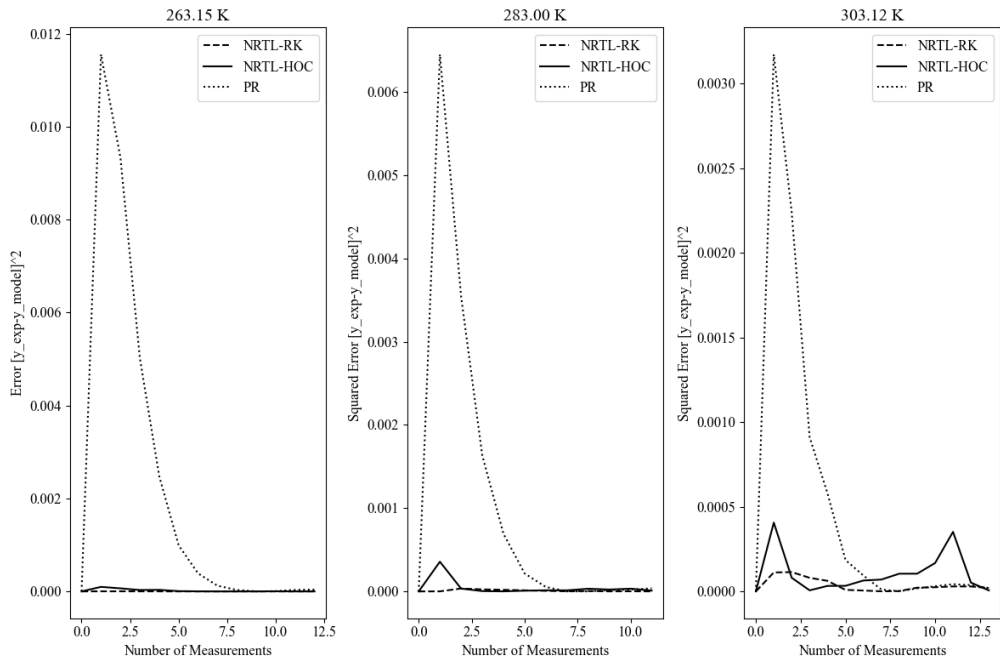 263.15 K
Error [y_exp-y_model]^2
0.012
0.010
0.008
0.006
0.004
0.002
0.000
NRTL-RK
NRTL-HOC
PR
0.0 2.5 5.0 7.5 10.0 12.5
Number of Measurements
283.00 K
Squared Error [y_exp-y_model]^2
0.006
0.005
0.004
0.003
0.002
0.001
0.000
NRTL-RK
NRTL-HOC
PR
0.0 2.5 5.0 7.5 10.0
Number of Measurements
303.12 K
Squared Error [y_exp-y_model]^2
0.0030
0.0025
0.0020
0.0015
0.0010
0.0005
0.0000
NRTL-RK
NRTL-HOC
PR
0.0 2.5 5.0 7.5 10.0 12.5
Number of Measurements